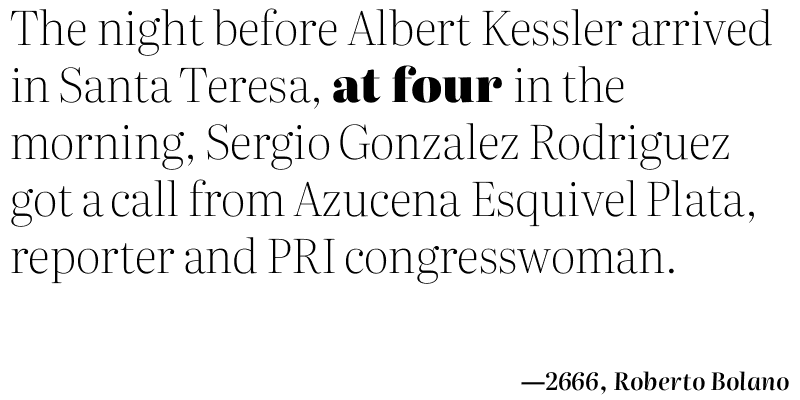 The night before Albert Kessler arrived
in Santa Teresa, at four in the
morning, Sergio Gonzalez Rodriguez
got a call from Azucena Esquivel Plata,
reporter and PRI congresswoman.
—2666, Roberto Bolano